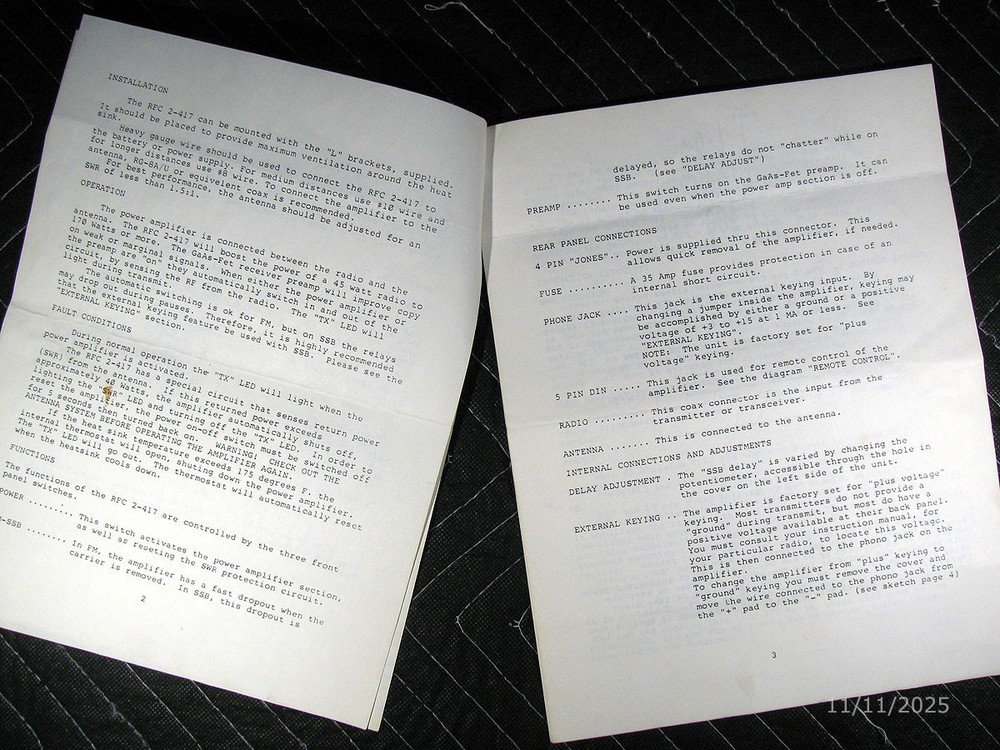 INSTALLATION
The RFC 2-417 can be mounted with the "L" brackets, supplied.
It should be placed to provide maximum ventilation around the heat
sink.
Heavy gauge wire should be used to connect the RFC 2-417 to
the battery or power supply. For medium distances use #10 wire and
for longer distances use #8 wire. To connect the amplifier to the
antenna, RG-8A/U or equivalent coax is recommended.
For best performance, the antenna should be adjusted for an
SWR of less than 1.5:1.
OPERATION
The power amplifier is connected between the radio and the
antenna. The RFC 2-417 will boost the power of a 45 Watt radio to
170 watts or more. The GaAs-Fet receiver preamp will improve copy
on weak or marginal signals. When either the power amplifier or
the preamp are "on" they automatically switch in and out of the
circuit, by sensing the RF from the radio. The "TX" LED will
light during transmit.
The automatic switching is ok for FM, but on SSB the relays
may drop out during pauses. Therefore, it is highly recommended
that the external keying feature be used with SSB. Please see the
"EXTERNAL KEYING" section.
FAULT CONDITIONS
During normal operation the "TX" LED will light when the
power amplifier is activated.
The RFC 2-417 has a special circuit that senses return power
(SWR) from the antenna. If this returned power exceeds
approximately Watts, the amplifier automatically shuts off,
lighting the "SWR" LED and turning off the "TX" LED. In order to
reset the amplifier, the power on-off switch must be switched off
for 5 seconds then turned back on. WARNING: CHECK OUT THE
ANTENNA SYSTEM BEFORE OPERATING THE AMPLIFIER AGAIN.
If the heat sink temperature exceeds 175 degrees F, the
internal thermostat will open, shutting down the power amplifier.
The "TX" LED will go out. The thermostat will automatically reset
when the heatsink cools down.
FUNCTIONS
The functions of the RFC 2-417 are controlled by the three front
panel switches.
POWER ......... This switch activates the power amplifier section,
as well as reseting the SWR protection circuit.
-SSB ......... In FM, the amplifier has a fast dropout when the
carrier is removed. In SSB, this dropout is
2
delayed, so the relays do not "chatter" while on
SSB. (see "DELAY ADJUST")
PREAMP ........ This switch turns on the GaAs-Fet preamp. It can
be used even when the power amp section is off.
REAR PANEL CONNECTIONS
4 PIN "JONES".. Power is supplied thru this connector. This
allows quick removal of the amplifier, if needed.
FUSE .......... A 35 Amp fuse provides protection in case of an
internal short circuit.
PHONE JACK .... This jack is the external keying input. By
changing a jumper inside the amplifier, keying may
be accomplished by either a ground or a positive
voltage of +3 to +15 at 1 MA or less. See
"EXTERNAL KEYING".
NOTE: The unit is factory set for "plus
voltage" keying.
5 PIN DIN ..... This jack is used for remote control of the
amplifier. See the diagram "REMOTE CONTROL".
RADIO ......... This coax connector is the input from the
transmitter or transceiver.
ANTENNA ....... This is connected to the antenna.
INTERNAL CONNECTIONS AND ADJUSTMENTS
DELAY ADJUSTMENT . The "SSB delay" is varied by changing the
potentiometer, accessible through the hole in
the cover on the left side of the unit.
EXTERNAL KEYING .. The amplifier is factory set for "plus voltage"
keying. Most transmitters do not provide a
"ground" during transmit, but most do have a
positive voltage available at their back panel.
You must consult your instruction manual, for
your particular radio, to locate this voltage.
This is then connected to the phono jack on the
amplifier.
To change the amplifier from "plus" keying to
"ground" keying you must remove the cover and
move the wire connected to the phono jack from
the "+" pad to the "-" pad. (see sketch page 4)
3
11/11/2025